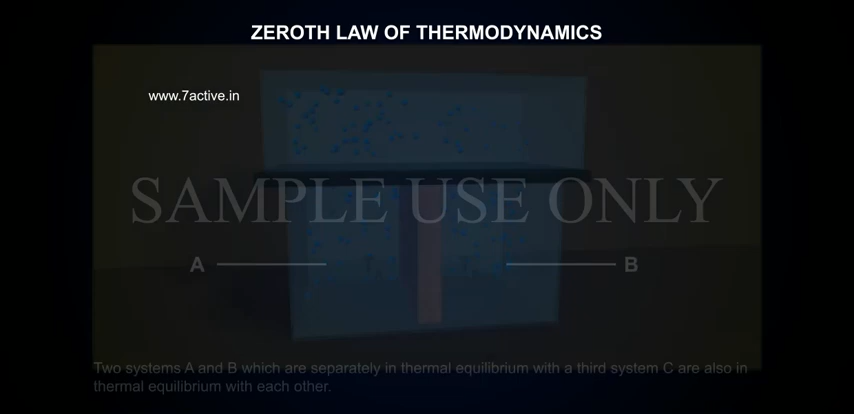 ZEROTH LAW OF THERMODYNAMICS
www.7active.in
SAMPLE USE ONLY
A
B
Two systems A and B which are separately in thermal equilibrium with a third system C are also in
thermal equilibrium with each other.